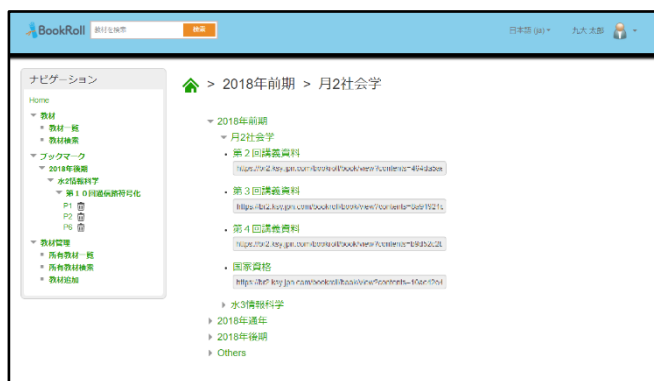 BookRoll 教材を検索 検索 日本語 (ja) 九大 太郎
ナビゲーション
Home
教材
教材一覧
教材検索
ブックマーク
2018年後期
水2情報科学
第10回通信路符号化
P1
P2
P6
教材管理
所有教材一覧
所有教材検索
教材追加
> 2018年前期 > 月2社会学
2018年前期
月2社会学
第2回講義資料
第3回講義資料
第4回講義資料
国家資格
水3情報科学
2018年通年
2018年後期
Others